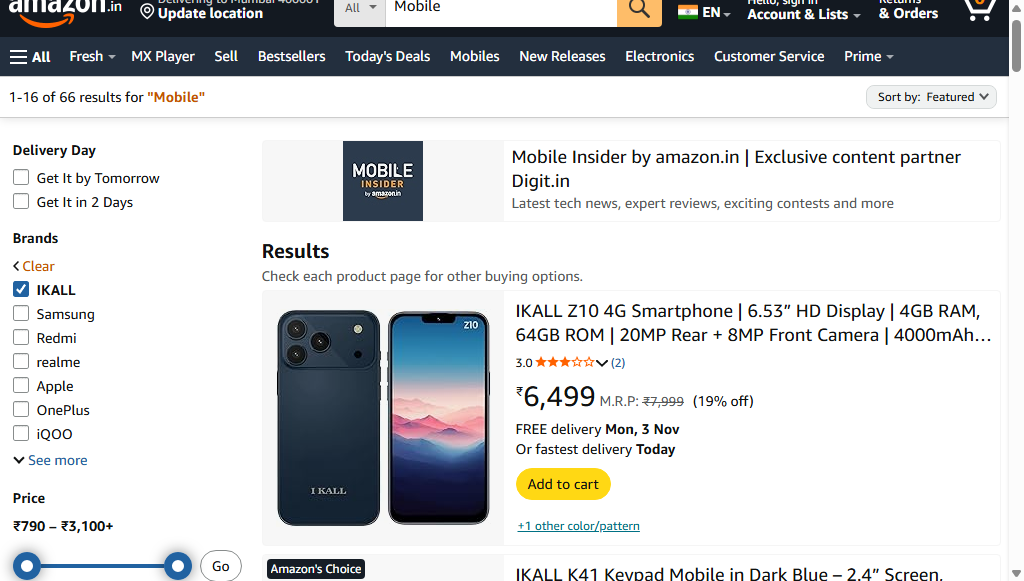 amazon.in
Delivering to Mumbai 400001
Update location
All
Mobile
EN
Hello, sign in
Account & Lists
Returns
& Orders
All
Fresh
MX Player
Sell
Bestsellers
Today's Deals
Mobiles
New Releases
Electronics
Customer Service
Prime
1-16 of 66 results for "Mobile"
Sort by: Featured
Delivery Day
Get It by Tomorrow
Get It in 2 Days
Brands
Clear
IKALL
Samsung
Redmi
realme
Apple
OnePlus
iQOO
See more
Price
₹790 – ₹3,100+
Go
MOBILE
INSIDER
by amazon.in
Mobile Insider by amazon.in | Exclusive content partner
Digit.in
Latest tech news, expert reviews, exciting contests and more
Results
Check each product page for other buying options.
Z10
I KALL
IKALL Z10 4G Smartphone | 6.53” HD Display | 4GB RAM,
64GB ROM | 20MP Rear + 8MP Front Camera | 4000mAh…
3.0 (2)
₹6,499 M.R.P: ₹7,999 (19% off)
FREE delivery Mon, 3 Nov
Or fastest delivery Today
Add to cart
+1 other color/pattern
Amazon's Choice
IKALL K41 Keypad Mobile in Dark Blue – 2.4” Screen,